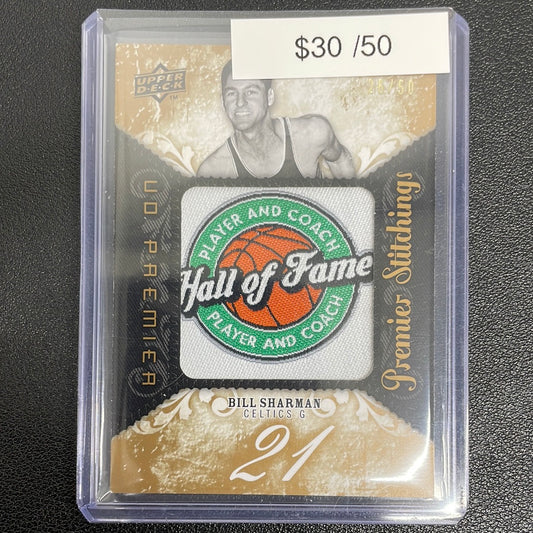 $30 /50
UPPER
DECK
TM
UD PREMIER
Premier Stitchings
PLAYER AND COACH
Hall of Fame
PLAYER AND COACH
BILL SHARMAN
CELTICS G
21